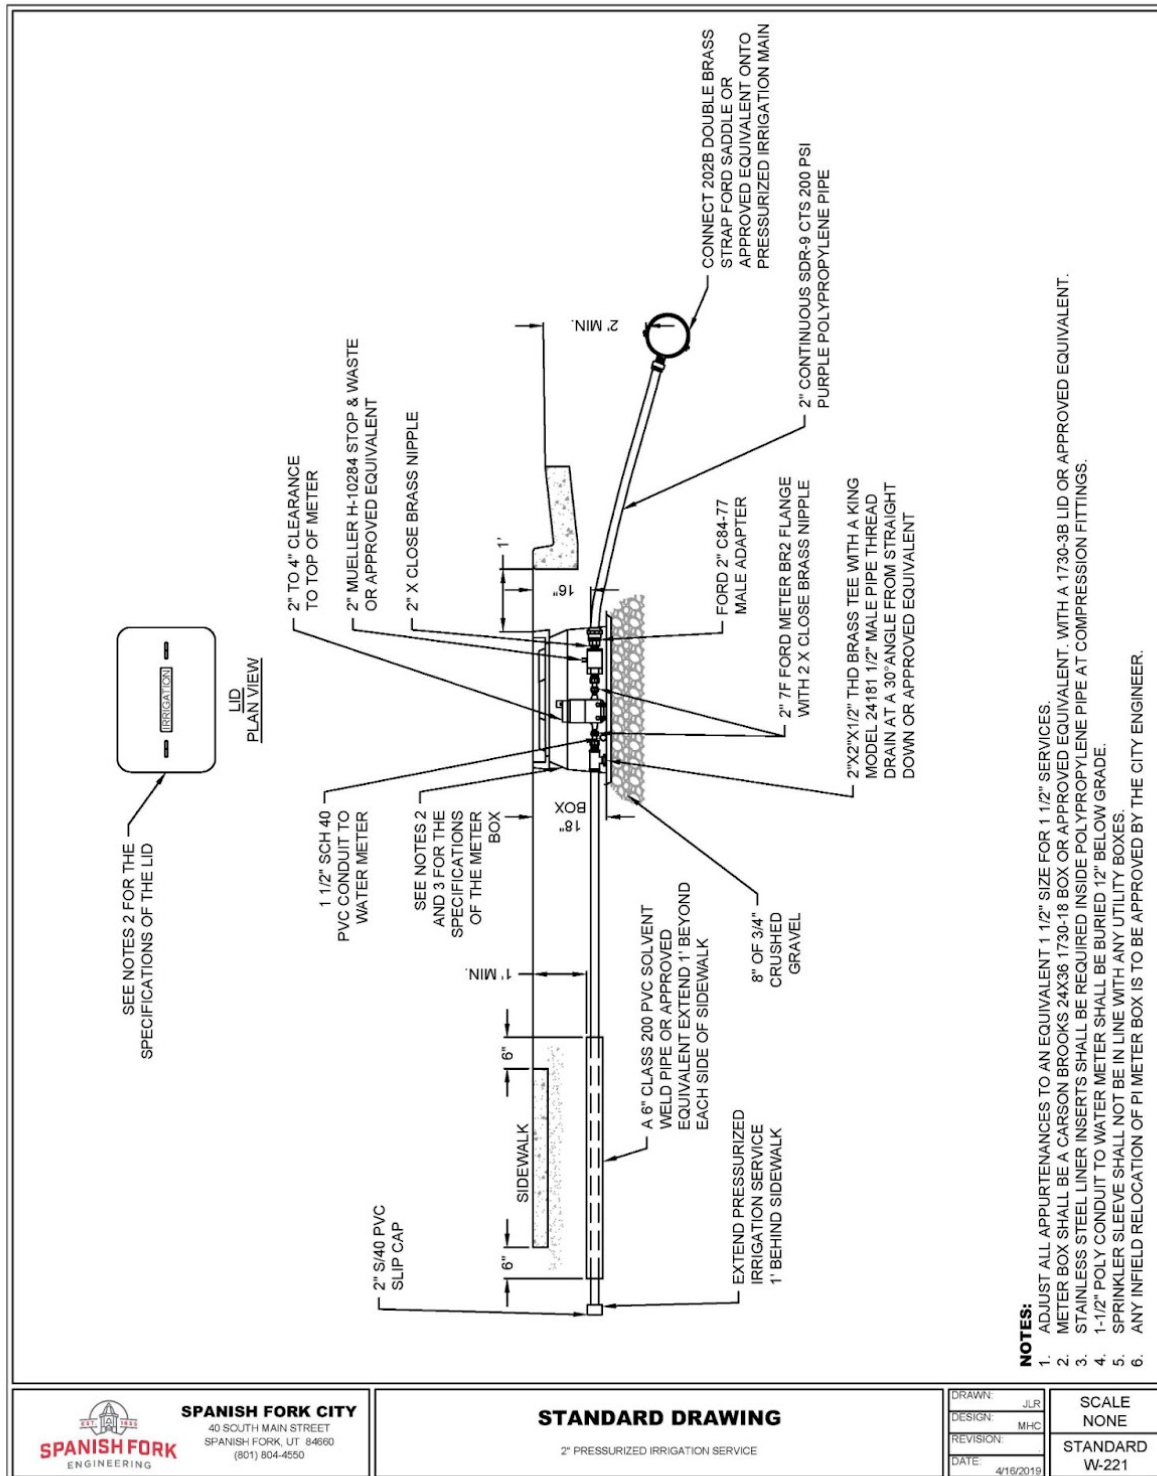 SEE NOTES 2 FOR THE
SPECIFICATIONS OF THE LID
IRRIGATION
LID
PLAN VIEW
1 1/2" SCH 40
PVC CONDUIT TO
WATER METER
SEE NOTES 2
AND 3 FOR THE
SPECIFICATIONS
OF THE METER
BOX
2" TO 4" CLEARANCE
TO TOP OF METER
2" MUELLER H-10284 STOP & WASTE
OR APPROVED EQUIVALENT
2" X CLOSE BRASS NIPPLE
CONNECT 202B DOUBLE BRASS
STRAP FORD SADDLE OR
APPROVED EQUIVALENT ONTO
PRESSURIZED IRRIGATION MAIN
2" S/40 PVC
SLIP CAP
6"
SIDEWALK
6"
1' MIN.
18"
BOX
16"
1'
2' MIN.
EXTEND PRESSURIZED
IRRIGATION SERVICE
1' BEHIND SIDEWALK
A 6" CLASS 200 PVC SOLVENT
WELD PIPE OR APPROVED
EQUIVALENT EXTEND 1' BEYOND
EACH SIDE OF SIDEWALK
8" OF 3/4"
CRUSHED
GRAVEL
FORD 2" C84-77
MALE ADAPTER
2" 7F FORD METER BR2 FLANGE
WITH 2 X CLOSE BRASS NIPPLE
2" CONTINUOUS SDR-9 CTS 200 PSI
PURPLE POLYPROPYLENE PIPE
2"X2"X1/2" THD BRASS TEE WITH A KING
MODEL 24181 1/2" MALE PIPE THREAD
DRAIN AT A 30° ANGLE FROM STRAIGHT
DOWN OR APPROVED EQUIVALENT
NOTES:
1. ADJUST ALL APPURTENANCES TO AN EQUIVALENT 1 1/2" SIZE FOR 1 1/2" SERVICES.
2. METER BOX SHALL BE A CARSON BROOKS 24X36 1730-18 BOX OR APPROVED EQUIVALENT. WITH A 1730-3B LID OR APPROVED EQUIVALENT.
3. STAINLESS STEEL LINER INSERTS SHALL BE REQUIRED INSIDE POLYPROPYLENE PIPE AT COMPRESSION FITTINGS.
4. 1-1/2" POLY CONDUIT TO WATER METER SHALL BE BURIED 12" BELOW GRADE.
5. SPRINKLER SLEEVE SHALL NOT BE IN LINE WITH ANY UTILITY BOXES.
6. ANY INFIELD RELOCATION OF PI METER BOX IS TO BE APPROVED BY THE CITY ENGINEER.
EST. 1855
SPANISH FORK
ENGINEERING
SPANISH FORK CITY
40 SOUTH MAIN STREET
SPANISH FORK, UT 84660
(801) 804-4550
STANDARD DRAWING
2" PRESSURIZED IRRIGATION SERVICE
DRAWN: JLR
DESIGN: MHC
REVISION:
DATE: 4/16/2019
SCALE
NONE
STANDARD
W-221